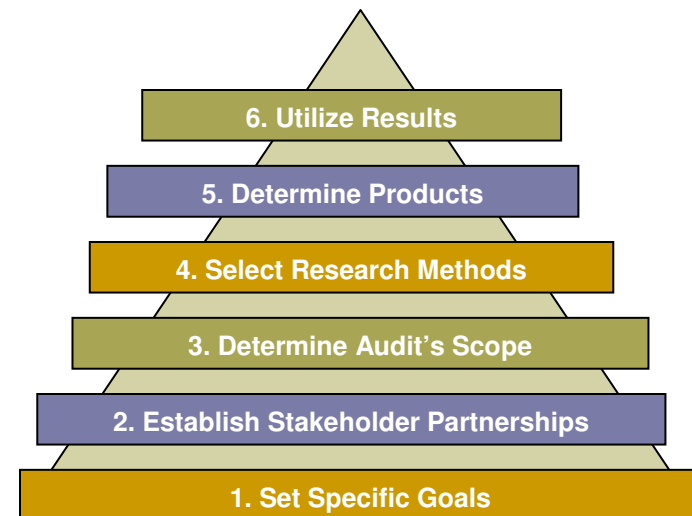 6. Utilize Results
5. Determine Products
4. Select Research Methods
3. Determine Audit’s Scope
2. Establish Stakeholder Partnerships
1. Set Specific Goals